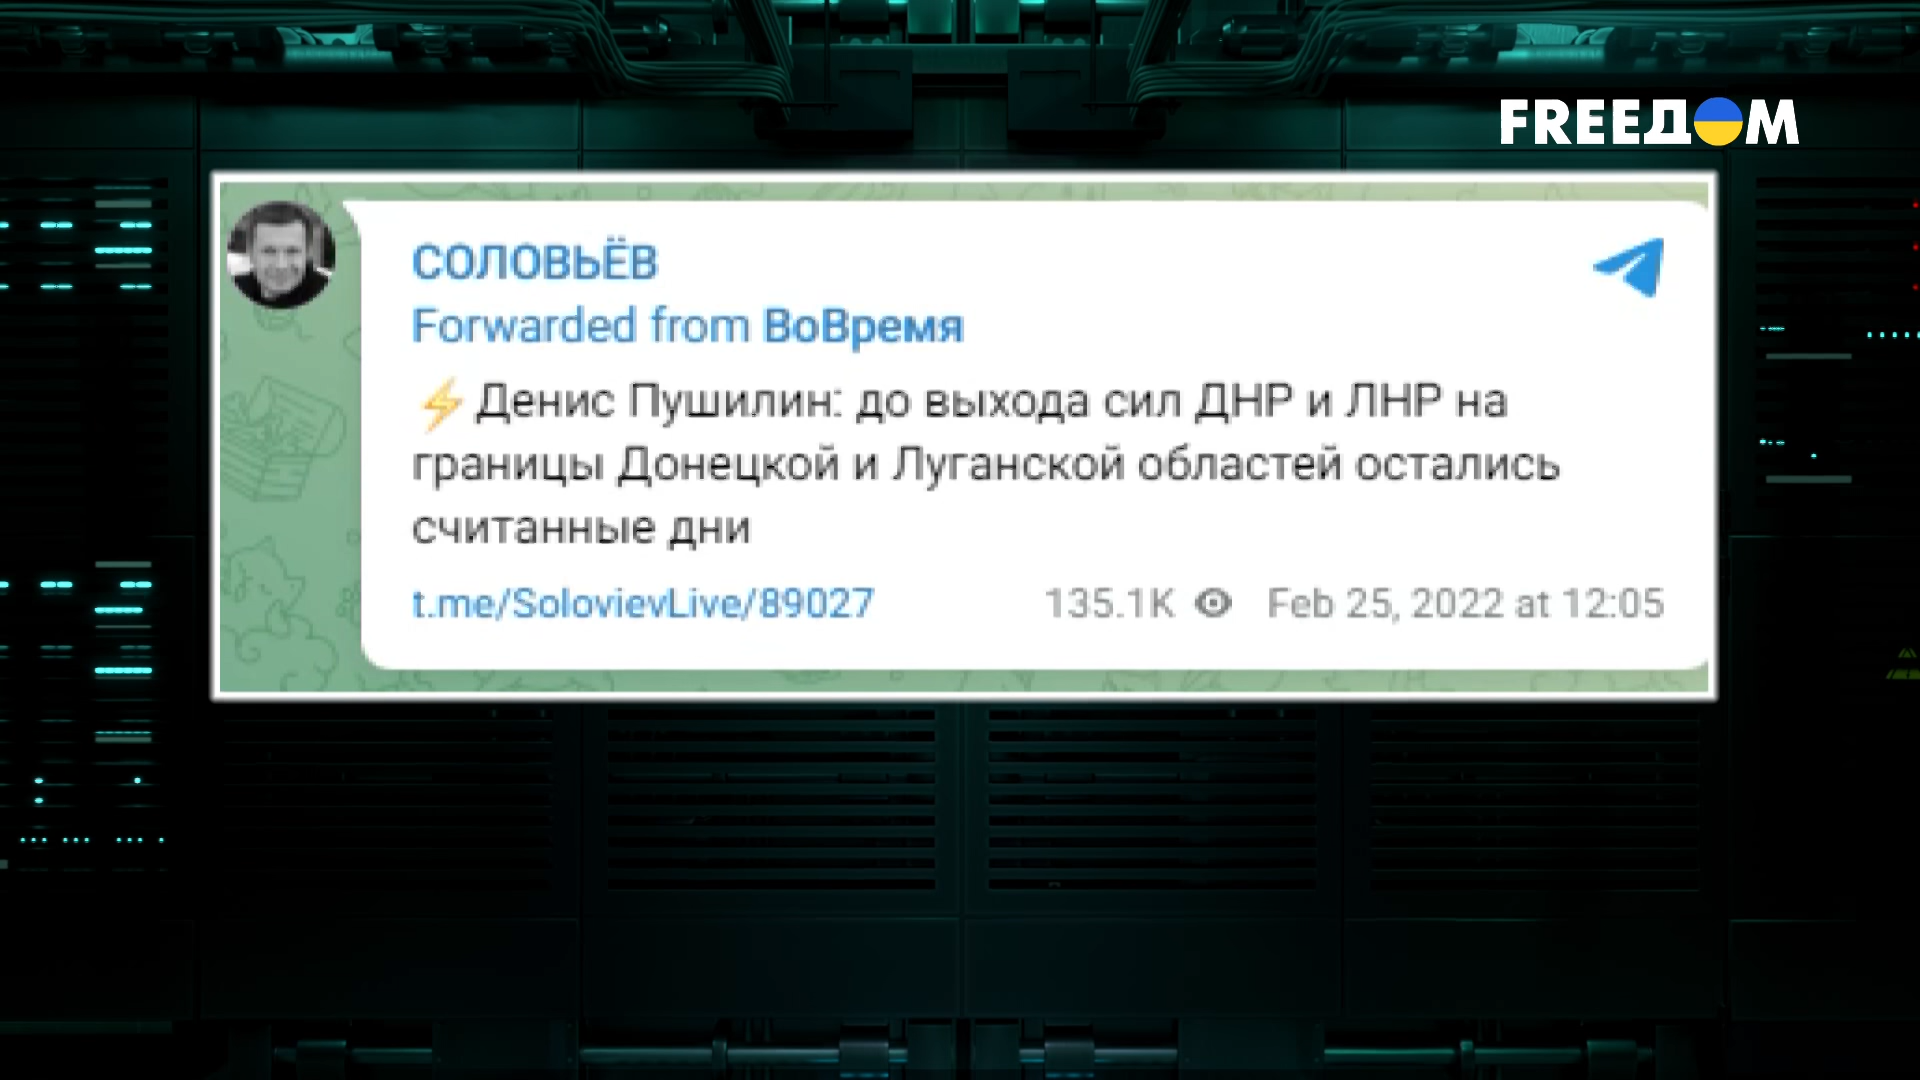 FREEДОM
СОЛОВЬЁВ
Forwarded from ВоВремя
⚡Денис Пушилин: до выхода сил ДНР и ЛНР на
границы Донецкой и Луганской областей остались
считанные дни
t.me/SolovievLive/89027 135.1K Feb 25, 2022 at 12:05